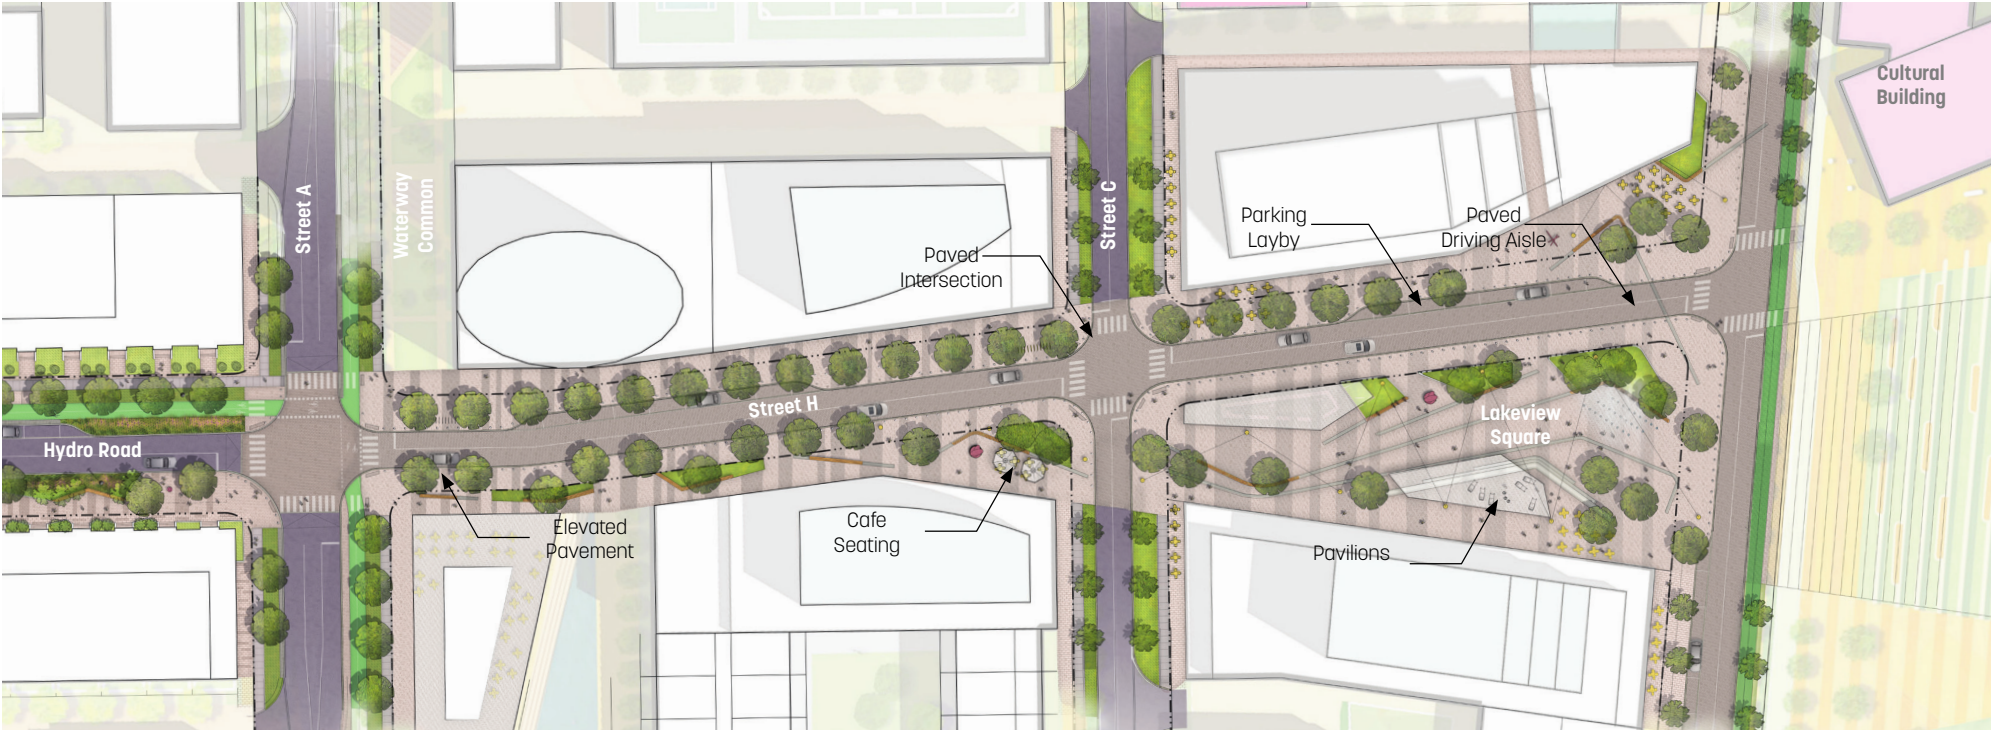 Cultural
Building
Street A
Waterway
Common
Street C
Parking
Layby
Paved
Driving Aisle
Paved
Intersection
Street H
Lakeview
Square
Hydro Road
Elevated
Pavement
Cafe
Seating
Pavilions